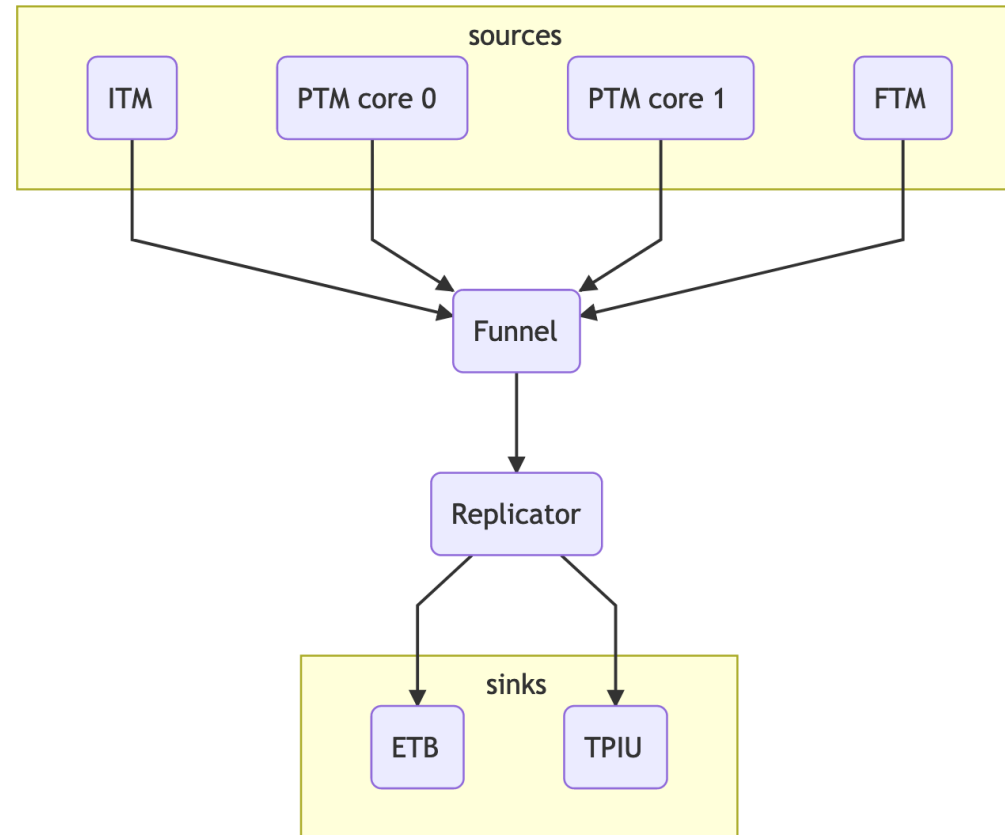 sources
ITM
PTM core 0
PTM core 1
FTM
Funnel
Replicator
sinks
ETB
TPIU